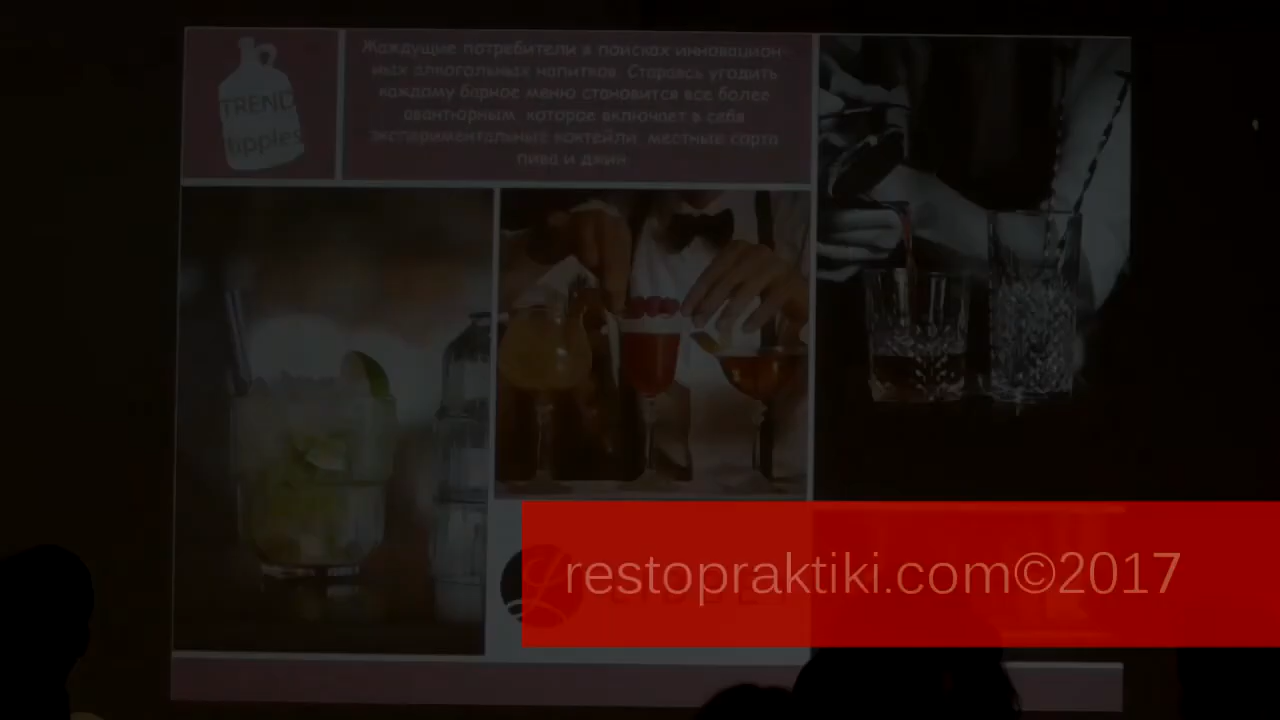 TREND
tipples
Жаждущие потребители в поисках инновацион-
ных алкогольных напитков. Стараясь угодить
каждому барное меню становится все более
авантюрным которое включает в себя
экспериментальные коктейли местные сорта
пива и джин
restopraktiki.com©2017